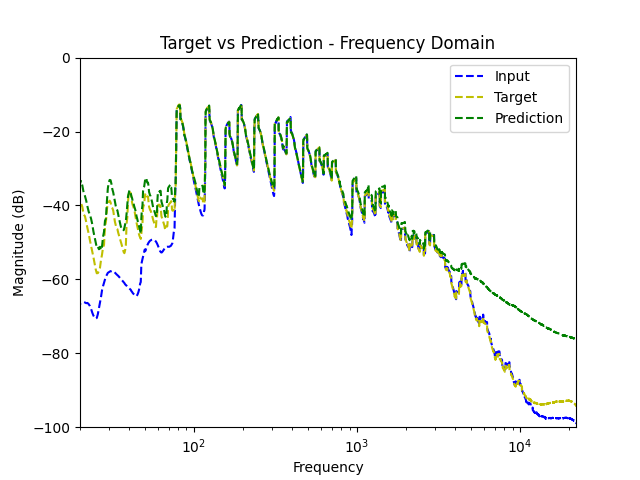 Target vs Prediction - Frequency Domain
0
−20
−40
−60
−80
−100
Magnitude (dB)
Input
Target
Prediction
10²
10³
10⁴
Frequency